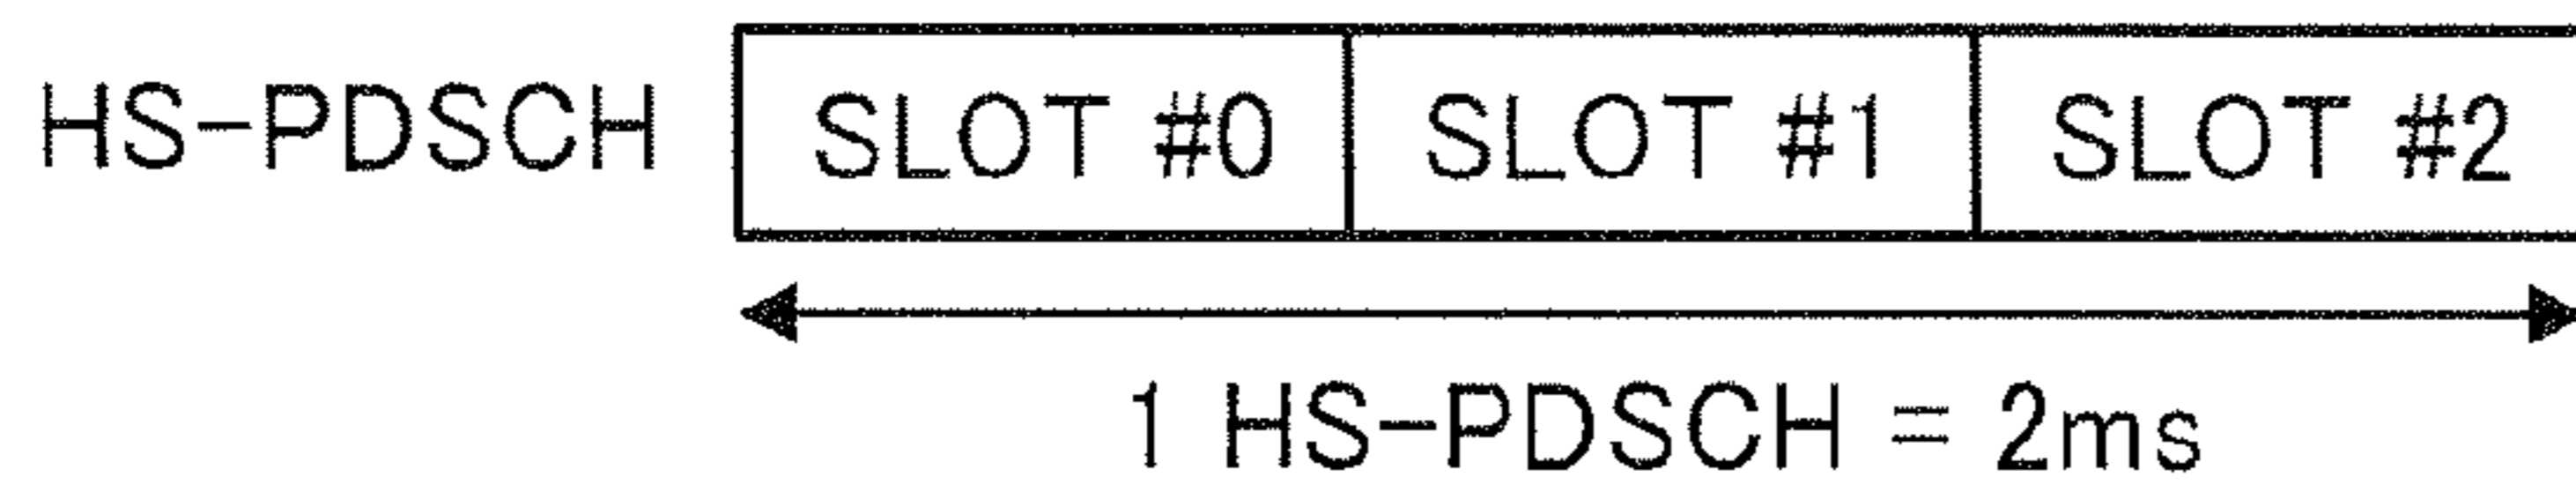 HS-PDSCH SLOT #0 SLOT #1 SLOT #2
1 HS-PDSCH = 2ms